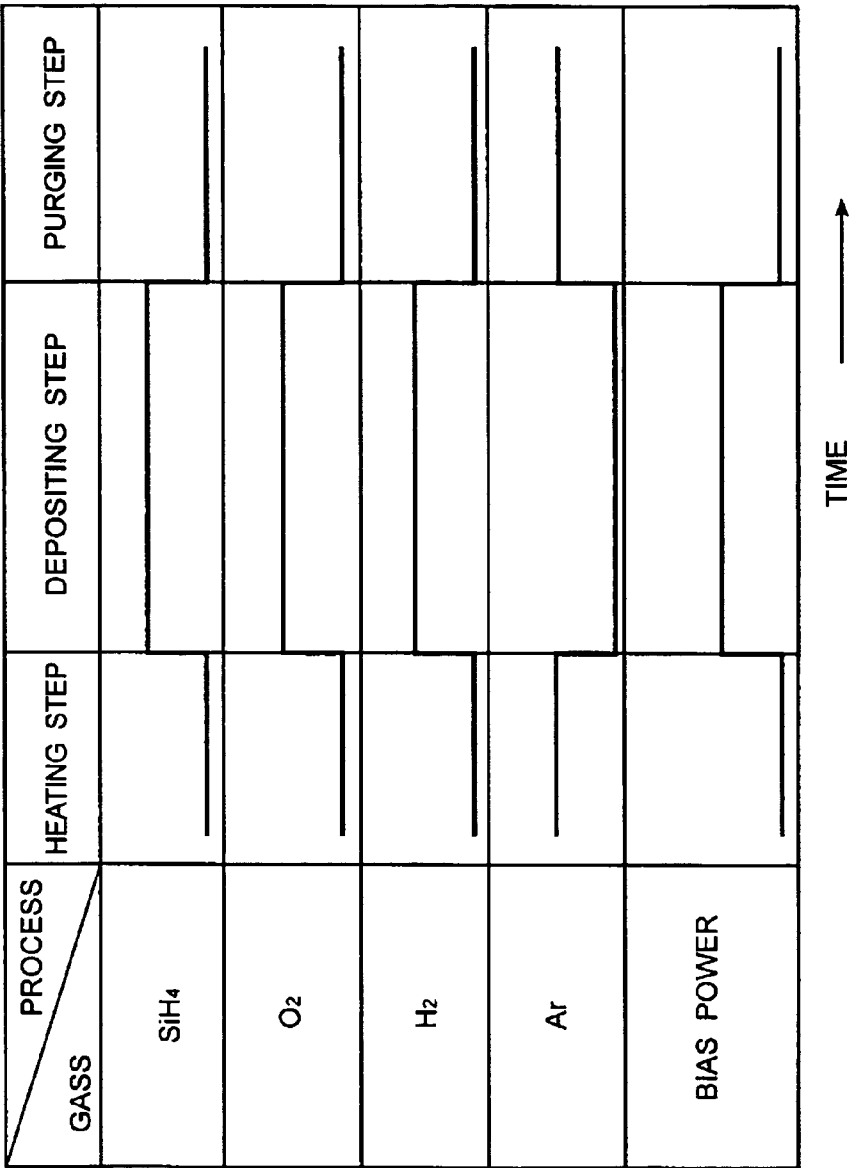 PROCESS
GASS
HEATING STEP
DEPOSITING STEP
PURGING STEP
SiH4
O2
H2
Ar
BIAS POWER
TIME